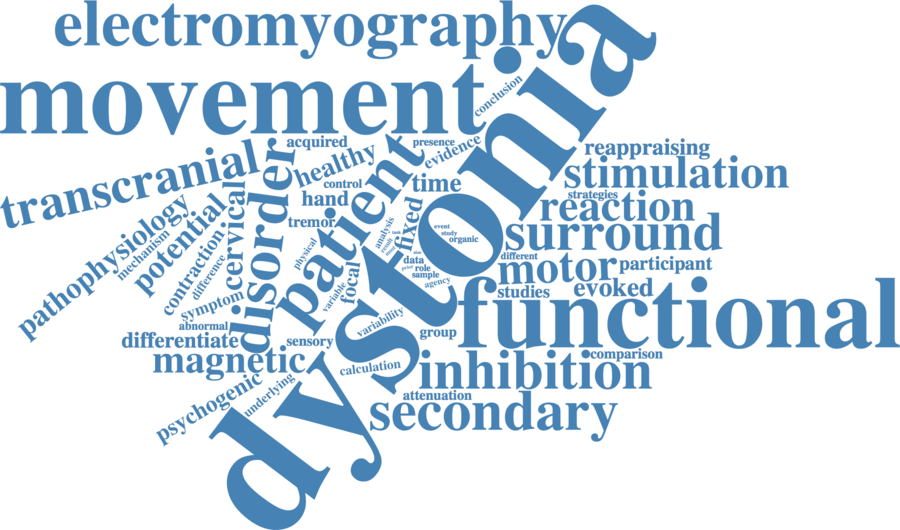 electromyography
movement
dystonia
conclusion
acquired
presence
evidence
healthy
transcranial
disorder
patient
reappraising
stimulation
control
time
strategies
hand
reaction
tremor
fixed
surround
pathophysiology
mechanism
potential
cervical
contraction
difference
physical
analysis
task
result
event
study
organic
different
motor
participant
data
role
sample
agency
studies
evoked
focal
variable
symptom
functional
abnormal
variability
group
differentiate
sensory
magnetic
calculation
inhibition
comparison
psychogenic
underlying
attenuation
secondary